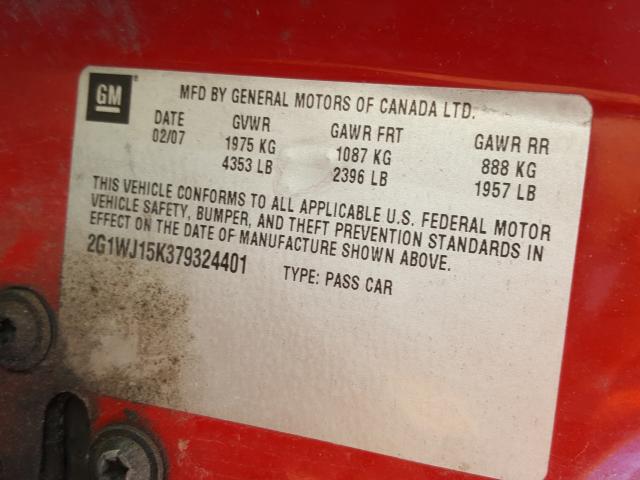 GM
MFD BY GENERAL MOTORS OF CANADA LTD.
DATE GVWR GAWR FRT GAWR RR
02/07 1975 KG 1087 KG 888 KG
4353 LB 2396 LB 1957 LB
THIS VEHICLE CONFORMS TO ALL APPLICABLE U.S. FEDERAL MOTOR
VEHICLE SAFETY, BUMPER, AND THEFT PREVENTION STANDARDS IN
EFFECT ON THE DATE OF MANUFACTURE SHOWN ABOVE.
2G1WJ15K379324401 TYPE: PASS CAR